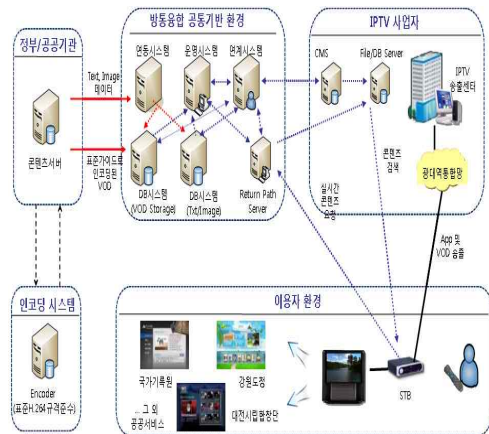 정부/공공기관
콘텐츠서버
Text, Image
데이터
표준가이드로
인코딩된
VOD
방통융합 공통기반 환경
연동시스템
운영시스템
연계시스템
DB시스템
(VOD Storage)
DB시스템
(Txt/Image)
Return Path
Server
IPTV 사업자
CMS
File/DB Server
IPTV
송출센터
콘텐츠
검색
광대역통합망
실시간
콘텐츠
요청
App 및
VOD 송출
인코딩 시스템
Encoder
(표준H.264규격준수)
이용자 환경
국가기록원
강원도청
... 그 외
공공서비스
대전시립합창단
STB